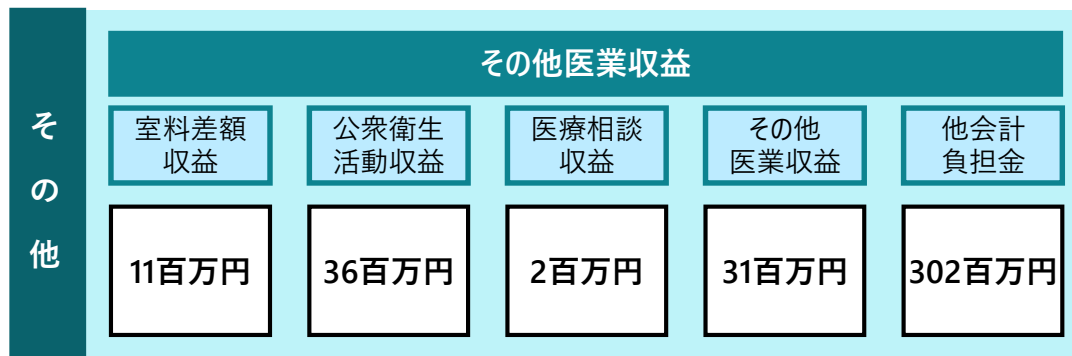 その他
その他医業収益
室料差額
収益
公衆衛生
活動収益
医療相談
収益
その他
医業収益
他会計
負担金
11百万円
36百万円
2百万円
31百万円
302百万円